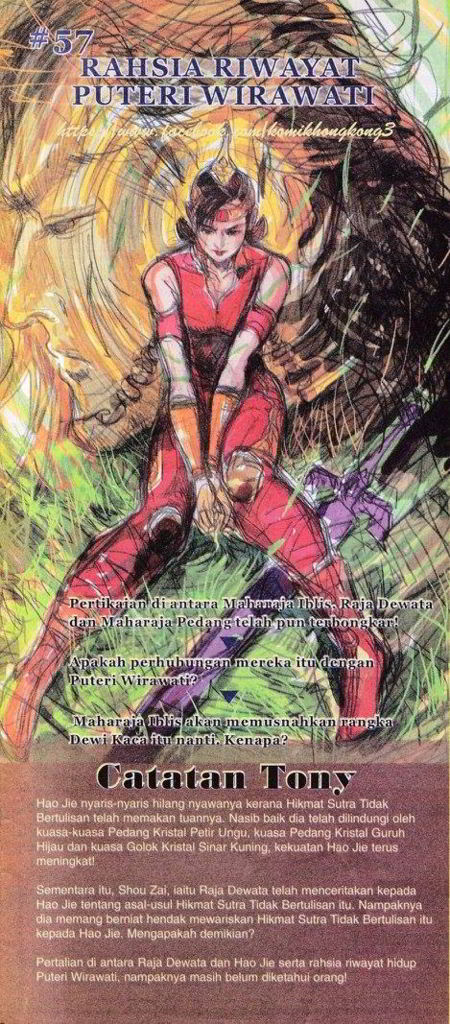 #57
RAHSIA RIWAYAT
PUTERI WIRAWATI
https://www.facebook.com/komikhongkong3
Pertikaian di antara Maharaja Iblis, Raja Dewata
dan Maharaja Pedang telah pun terbongkar!
Apakah perhubungan mereka itu dengan
Puteri Wirawati?
Maharaja Iblis akan memusnahkan rangka
Dewi Kaca itu nanti. Kenapa?
Catatan Tony
Hao Jie nyaris-nyaris hilang nyawanya kerana Hikmat Sutra Tidak
Bertulisan telah memakan tuannya. Nasib baik dia telah dilindungi oleh
kuasa-kuasa Pedang Kristal Petir Ungu, kuasa Pedang Kristal Guruh
Hijau dan kuasa Golok Kristal Sinar Kuning, kekuatan Hao Jie terus
meningkat!
Sementara itu, Shou Zai, iaitu Raja Dewata telah menceritakan kepada
Hao Jie tentang asal-usul Hikmat Sutra Tidak Bertulisan itu. Nampaknya
dia memang berniat hendak mewariskan Hikmat Sutra Tidak Bertulisan itu
kepada Hao Jie. Mengapakah demikian?
Pertalian di antara Raja Dewata dan Hao Jie serta rahsia riwayat hidup
Puteri Wirawati, nampaknya masih belum diketahui orang!